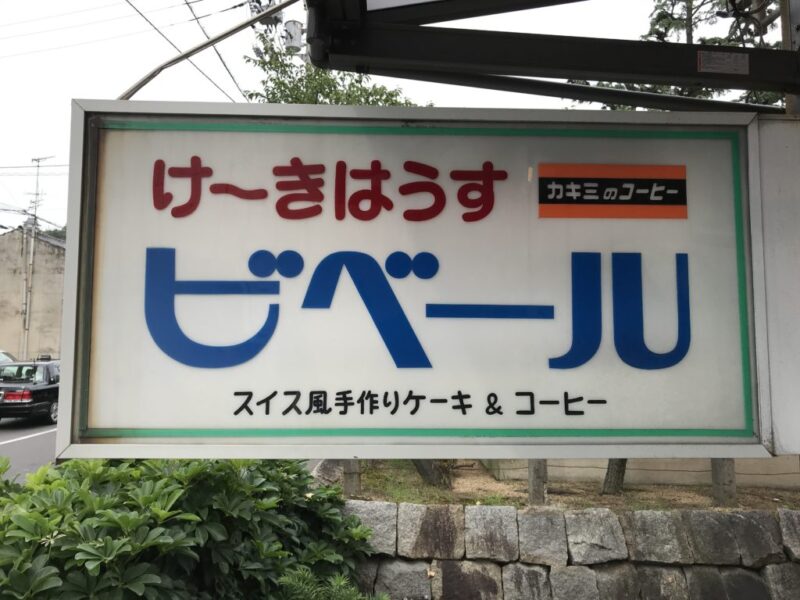 け〜きはうす
カキミのコーヒー
ビベール
スイス風手作りケーキ & コーヒー